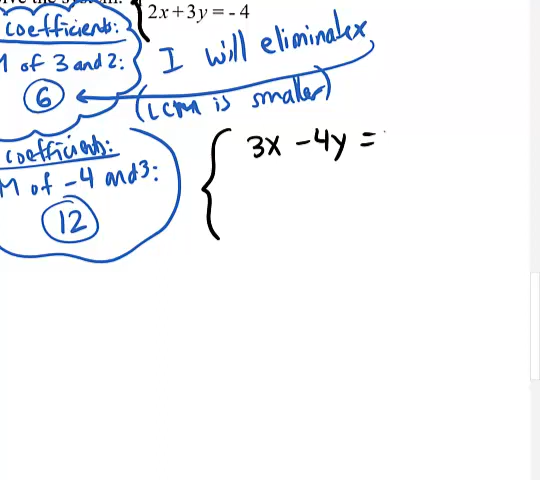 2x+3y = - 4
coefficients:
I will eliminate x,
M of 3 and 2:
6
(LCM is smaller)
coefficients:
M of -4 and 3:
12
3x -4y =